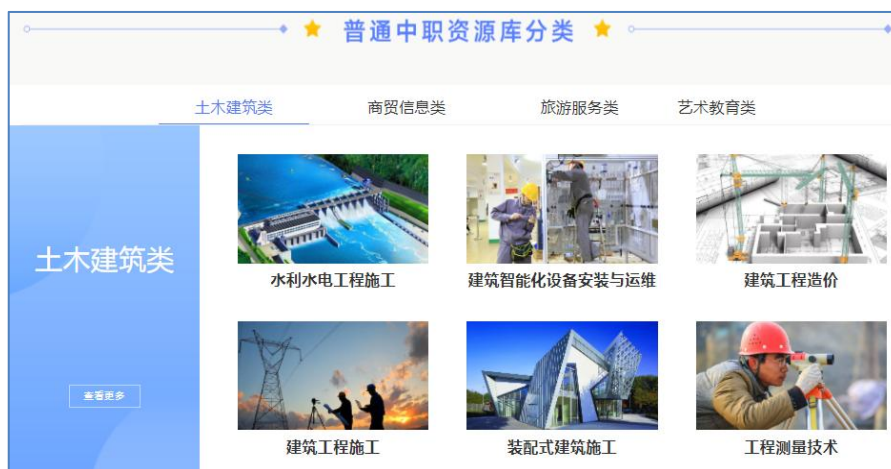 普通中职资源库分类
土木建筑类 商贸信息类 旅游服务类 艺术教育类
土木建筑类
查看更多
水利水电工程施工 建筑智能化设备安装与运维 建筑工程造价
建筑工程施工 装配式建筑施工 工程测量技术